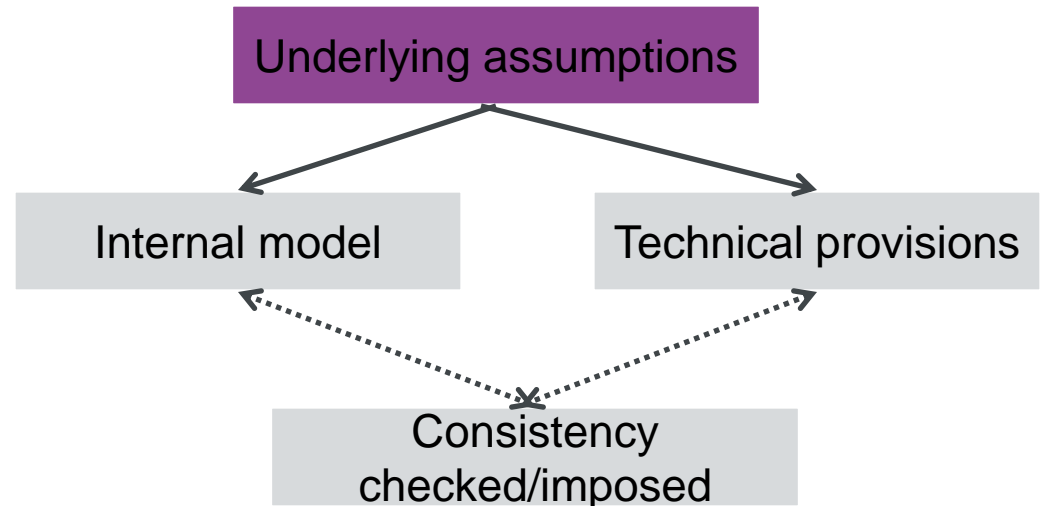 Underlying assumptions
Internal model
Technical provisions
Consistency
checked/imposed